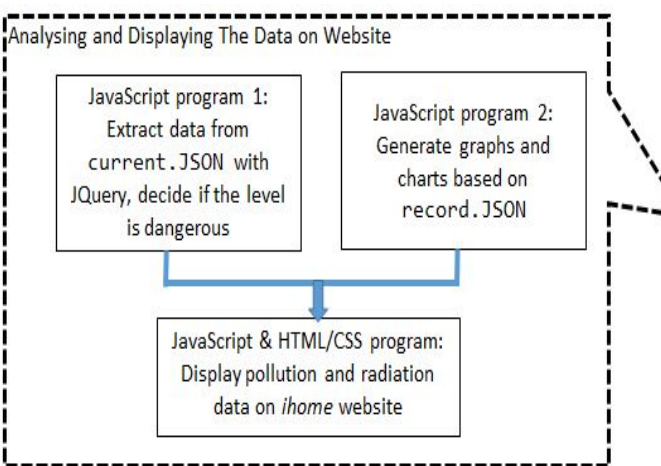 Analysing and Displaying The Data on Website
JavaScript program 1:
Extract data from
current.JSON with
JQuery, decide if the level
is dangerous
JavaScript program 2:
Generate graphs and
charts based on
record.JSON
JavaScript & HTML/CSS program:
Display pollution and radiation
data on ihome website